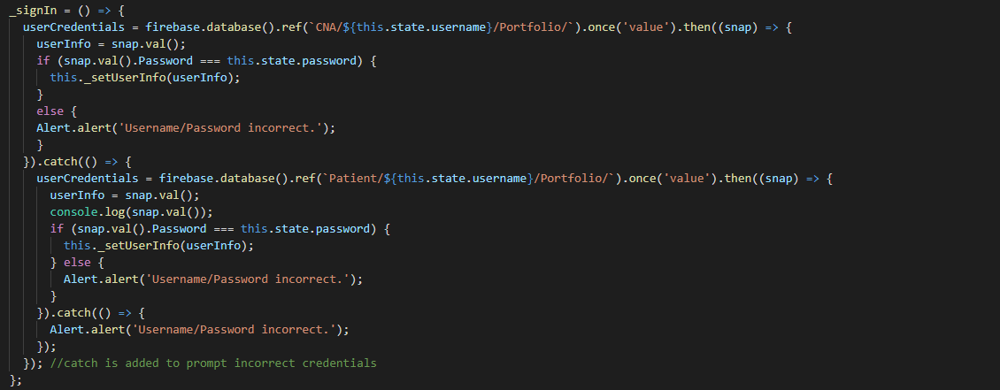 _signIn = () => {
userCredentials = firebase.database().ref(`CNA/${this.state.username}/Portfolio/`).once('value').then((snap) => {
userInfo = snap.val();
if (snap.val().Password === this.state.password) {
this._setUserInfo(userInfo);
}
else {
Alert.alert('Username/Password incorrect.');
}
}).catch(() => {
userCredentials = firebase.database().ref(`Patient/${this.state.username}/Portfolio/`).once('value').then((snap) => {
userInfo = snap.val();
console.log(snap.val());
if (snap.val().Password === this.state.password) {
this._setUserInfo(userInfo);
} else {
Alert.alert('Username/Password incorrect.');
}
}).catch(() => {
Alert.alert('Username/Password incorrect.');
});
}); //catch is added to prompt incorrect credentials
};